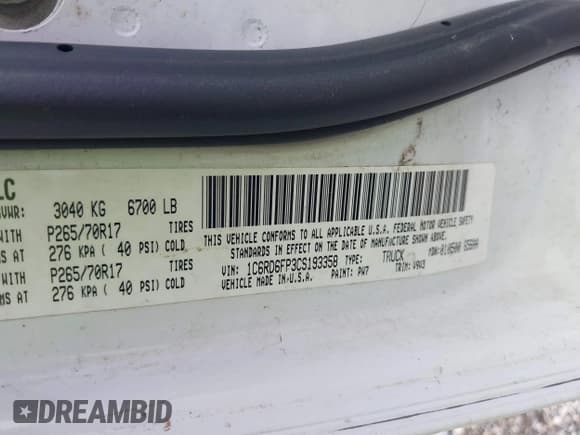 LC
GVWR: 3040 KG 6700 LB
WITH P265/70R17 TIRES
MS AT 276 KPA ( 40 PSI) COLD
WITH P265/70R17 TIRES
MS AT 276 KPA ( 40 PSI) COLD
THIS VEHICLE CONFORMS TO ALL APPLICABLE U.S.A. FEDERAL MOTOR VEHICLE SAFETY
STANDARDS IN EFFECT ON THE DATE OF MANUFACTURE SHOWN ABOVE.
VIN: 1C6RD6FP3CS193358 TYPE: TRUCK
VEHICLE MADE IN U.S.A. PAINT: PW7 TRIM: V9V3
DREAMBID